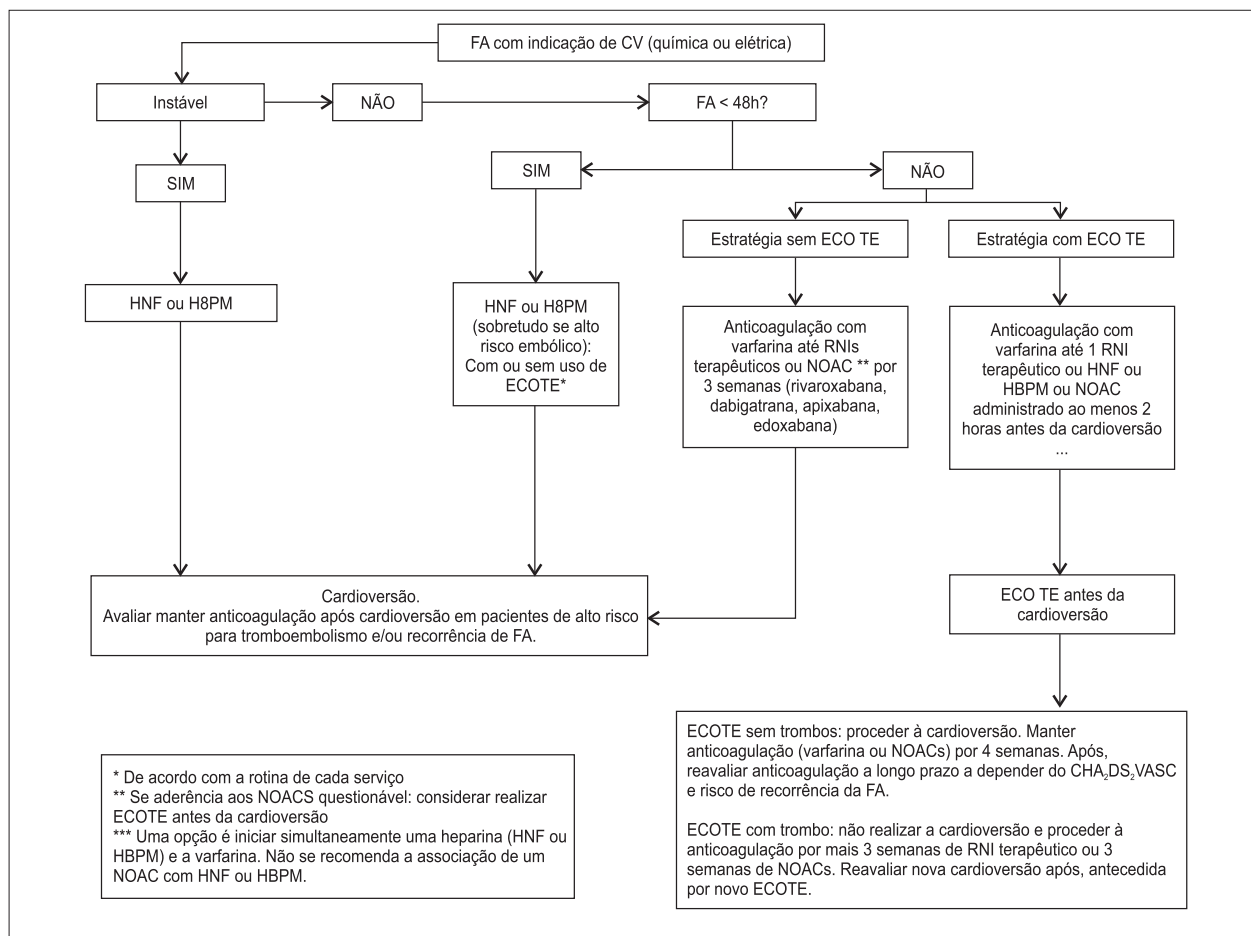 FA com indicação de CV (química ou elétrica)
Instável
NÃO
FA < 48h?
SIM
SIM
NÃO
Estratégia sem ECO TE
Estratégia com ECO TE
HNF ou H8PM
HNF ou H8PM
(sobretudo se alto
risco embólico):
Com ou sem uso de
ECOTE*
Anticoagulação com
varfarina até RNIs
terapêuticos ou NOAC ** por
3 semanas (rivaroxabana,
dabigatrana, apixabana,
edoxabana)
Anticoagulação com
varfarina até 1 RNI
terapêutico ou HNF ou
HBPM ou NOAC
administrado ao menos 2
horas antes da cardioversão
...
Cardioversão.
Avaliar manter anticoagulação após cardioversão em pacientes de alto risco
para tromboembolismo e/ou recorrência de FA.
ECO TE antes da
cardioversão
ECOTE sem trombos: proceder à cardioversão. Manter
anticoagulação (varfarina ou NOACs) por 4 semanas. Após,
reavaliar anticoagulação a longo prazo a depender do CHA₂DS₂VASC
e risco de recorrência da FA.
ECOTE com trombo: não realizar a cardioversão e proceder à
anticoagulação por mais 3 semanas de RNI terapêutico ou 3
semanas de NOACs. Reavaliar nova cardioversão após, antecedida
por novo ECOTE.
* De acordo com a rotina de cada serviço
** Se aderência aos NOACS questionável: considerar realizar
ECOTE antes da cardioversão
*** Uma opção é iniciar simultaneamente uma heparina (HNF ou
HBPM) e a varfarina. Não se recomenda a associação de um
NOAC com HNF ou HBPM.